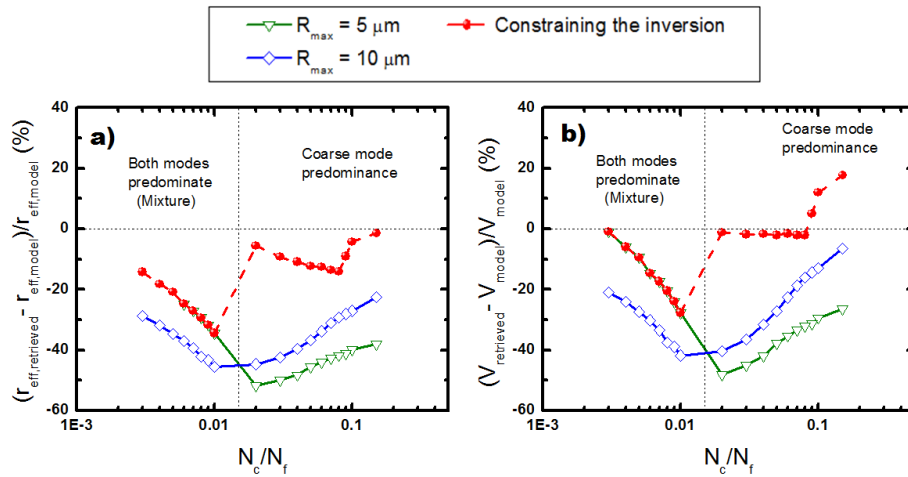 R_max = 5 μm
Constraining the inversion
R_max = 10 μm
a)
(r_eff,retrieved - r_eff,model)/r_eff,model (%)
40
20
0
-20
-40
-60
Both modes
predominate
(Mixture)
Coarse mode
predominance
1E-3
0.01
0.1
N_c/N_f
b)
(V_retrieved - V_model)/V_model (%)
40
20
0
-20
-40
-60
Both modes
predominate
(Mixture)
Coarse mode
predominance
1E-3
0.01
0.1
N_c/N_f